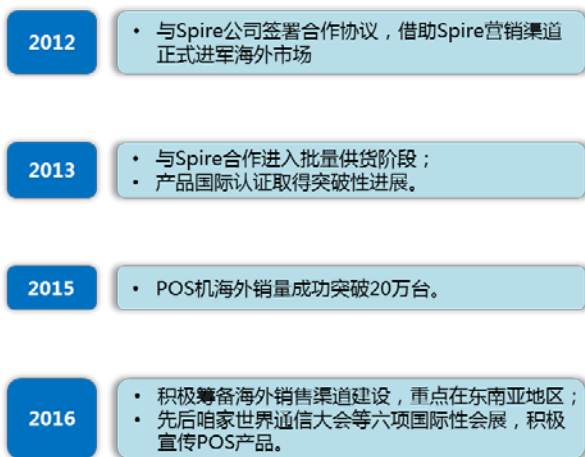 2012
• 与Spire公司签署合作协议，借助Spire营销渠道
正式进军海外市场
2013
• 与Spire合作进入批量供货阶段；
• 产品国际认证取得突破性进展。
2015
• POS机海外销量成功突破20万台。
2016
• 积极筹备海外销售渠道建设，重点在东南亚地区；
• 先后咱家世界通信大会等六项国际性会展，积极
宣传POS产品。